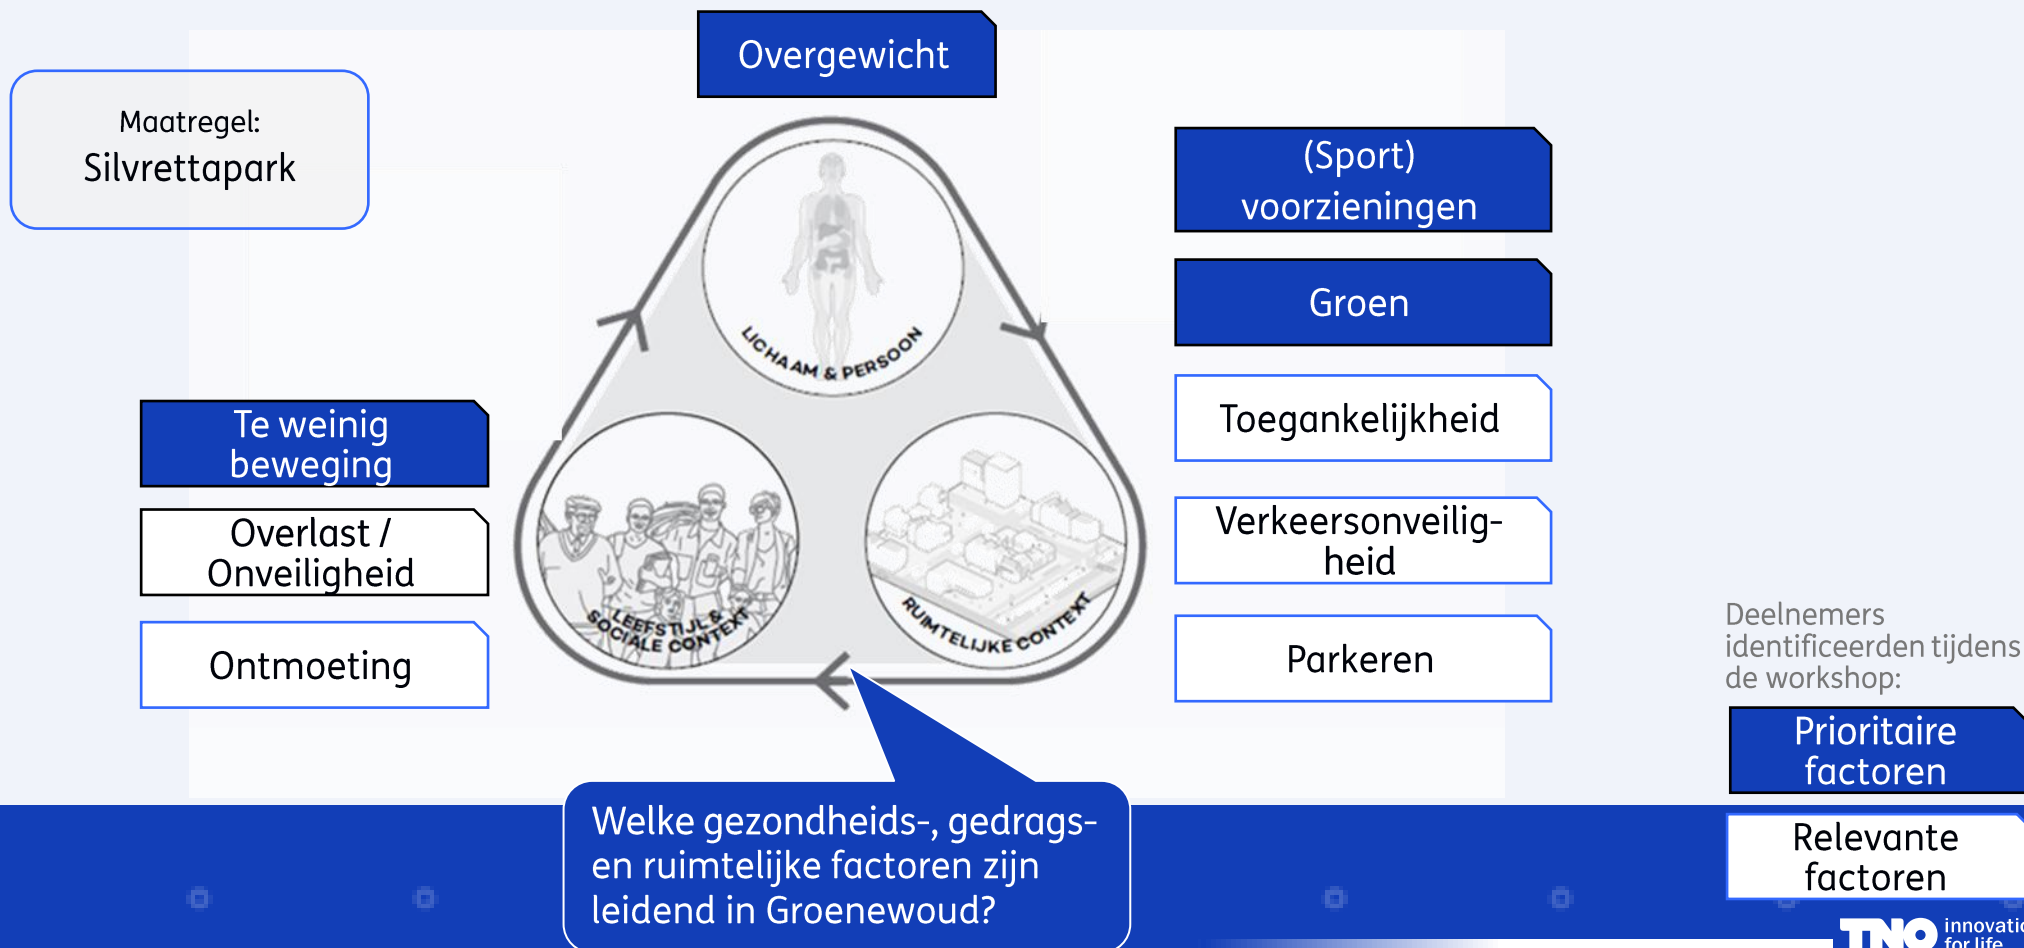 Overgewicht
Maatregel:
Silvrettapark
(Sport)
voorzieningen
Groen
Toegankelijkheid
Verkeersonveilig-
heid
Parkeren
Te weinig
beweging
Overlast /
Onveiligheid
Ontmoeting
LICHAAM & PERSOON
LEEFSTIJL &
SOCIALE CONTEXT
RUIMTELIJKE CONTEXT
Welke gezondheids-, gedrags-
en ruimtelijke factoren zijn
leidend in Groenewoud?
Deelnemers
identificeerden tijdens
de workshop:
Prioritaire
factoren
Relevante
factoren
TNO
for life